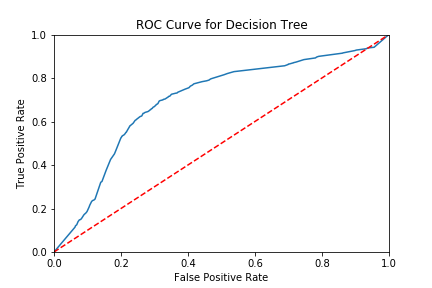 ROC Curve for Decision Tree
1.0
0.8
0.6
0.4
0.2
0.0
True Positive Rate
0.0 0.2 0.4 0.6 0.8 1.0
False Positive Rate